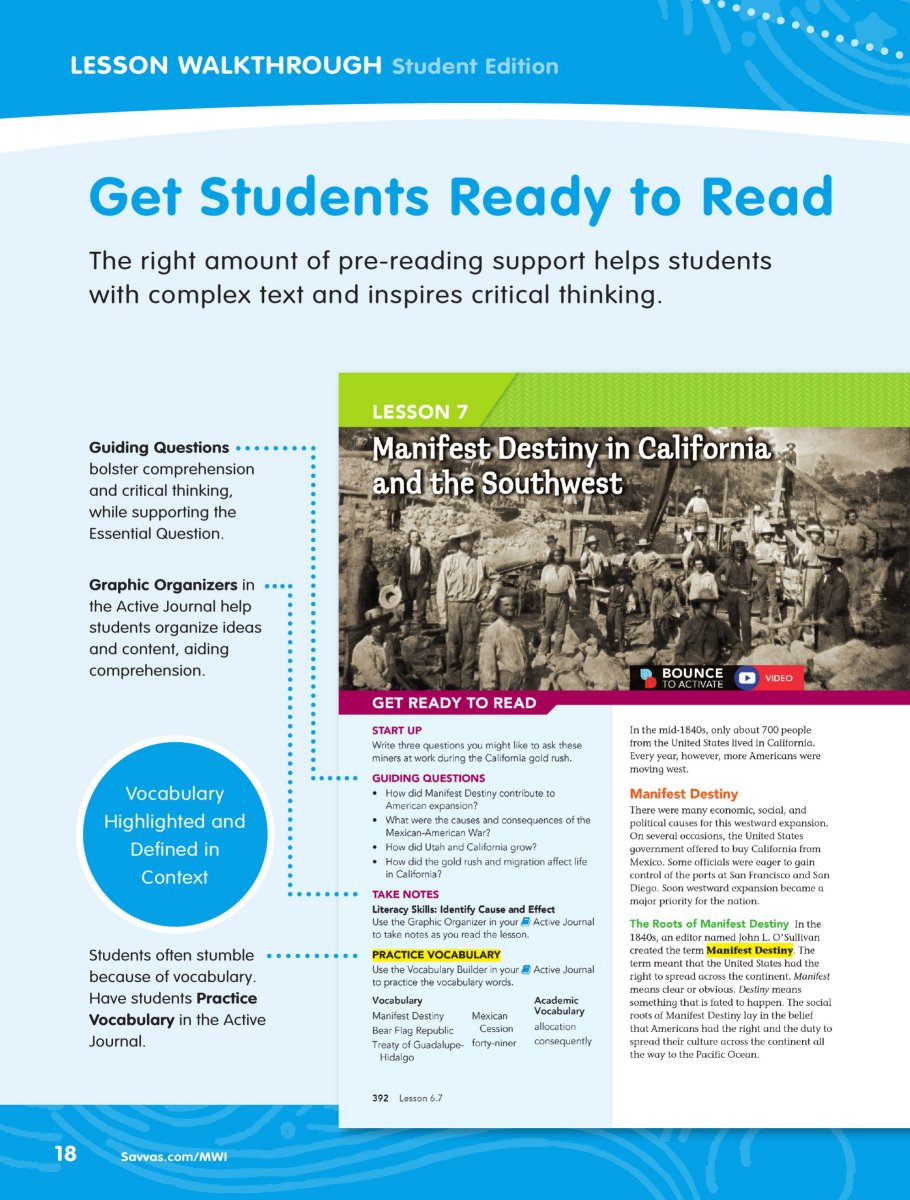 LESSON WALKTHROUGH Student Edition
Get Students Ready to Read
The right amount of pre-reading support helps students
with complex text and inspires critical thinking.
Guiding Questions
bolster comprehension
and critical thinking,
while supporting the
Essential Question.
Graphic Organizers in
the Active Journal help
students organize ideas
and content, aiding
comprehension.
Vocabulary
Highlighted and
Defined in
Context
Students often stumble
because of vocabulary.
Have students Practice
Vocabulary in the Active
Journal.
LESSON 7
Manifest Destiny in California
and the Southwest
BOUNCE
TO ACTIVATE
VIDEO
GET READY TO READ
START UP
Write three questions you might like to ask these
miners at work during the California gold rush.
GUIDING QUESTIONS
• How did Manifest Destiny contribute to
American expansion?
• What were the causes and consequences of the
Mexican-American War?
• How did Utah and California grow?
• How did the gold rush and migration affect life
in California?
TAKE NOTES
Literacy Skills: Identify Cause and Effect
Use the Graphic Organizer in your Active Journal
to take notes as you read the lesson.
PRACTICE VOCABULARY
Use the Vocabulary Builder in your Active Journal
to practice the vocabulary words.
Vocabulary
Manifest Destiny
Bear Flag Republic
Treaty of Guadalupe-
Hidalgo
Mexican
Cession
forty-niner
Academic
Vocabulary
allocation
consequently
392 Lesson 6.7
In the mid-1840s, only about 700 people
from the United States lived in California.
Every year, however, more Americans were
moving west.
Manifest Destiny
There were many economic, social, and
political causes for this westward expansion.
On several occasions, the United States
government offered to buy California from
Mexico. Some officials were eager to gain
control of the ports at San Francisco and San
Diego. Soon westward expansion became a
major priority for the nation.
The Roots of Manifest Destiny In the
1840s, an editor named John L. O'Sullivan
created the term Manifest Destiny. The
term meant that the United States had the
right to spread across the continent. Manifest
means clear or obvious. Destiny means
something that is fated to happen. The social
roots of Manifest Destiny lay in the belief
that Americans had the right and the duty to
spread their culture across the continent all
the way to the Pacific Ocean.
18 Savvas.com/MWI